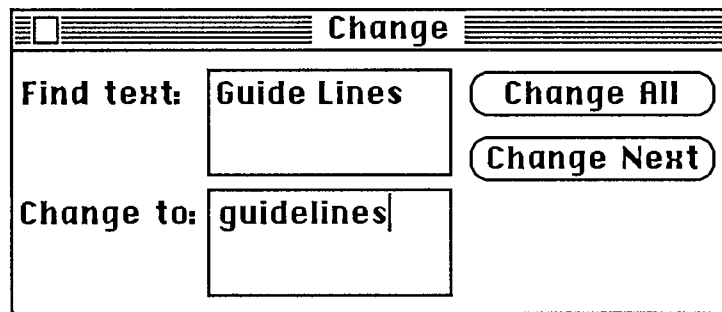 Change
Find text: Guide Lines Change All
Change Next
Change to: guidelines